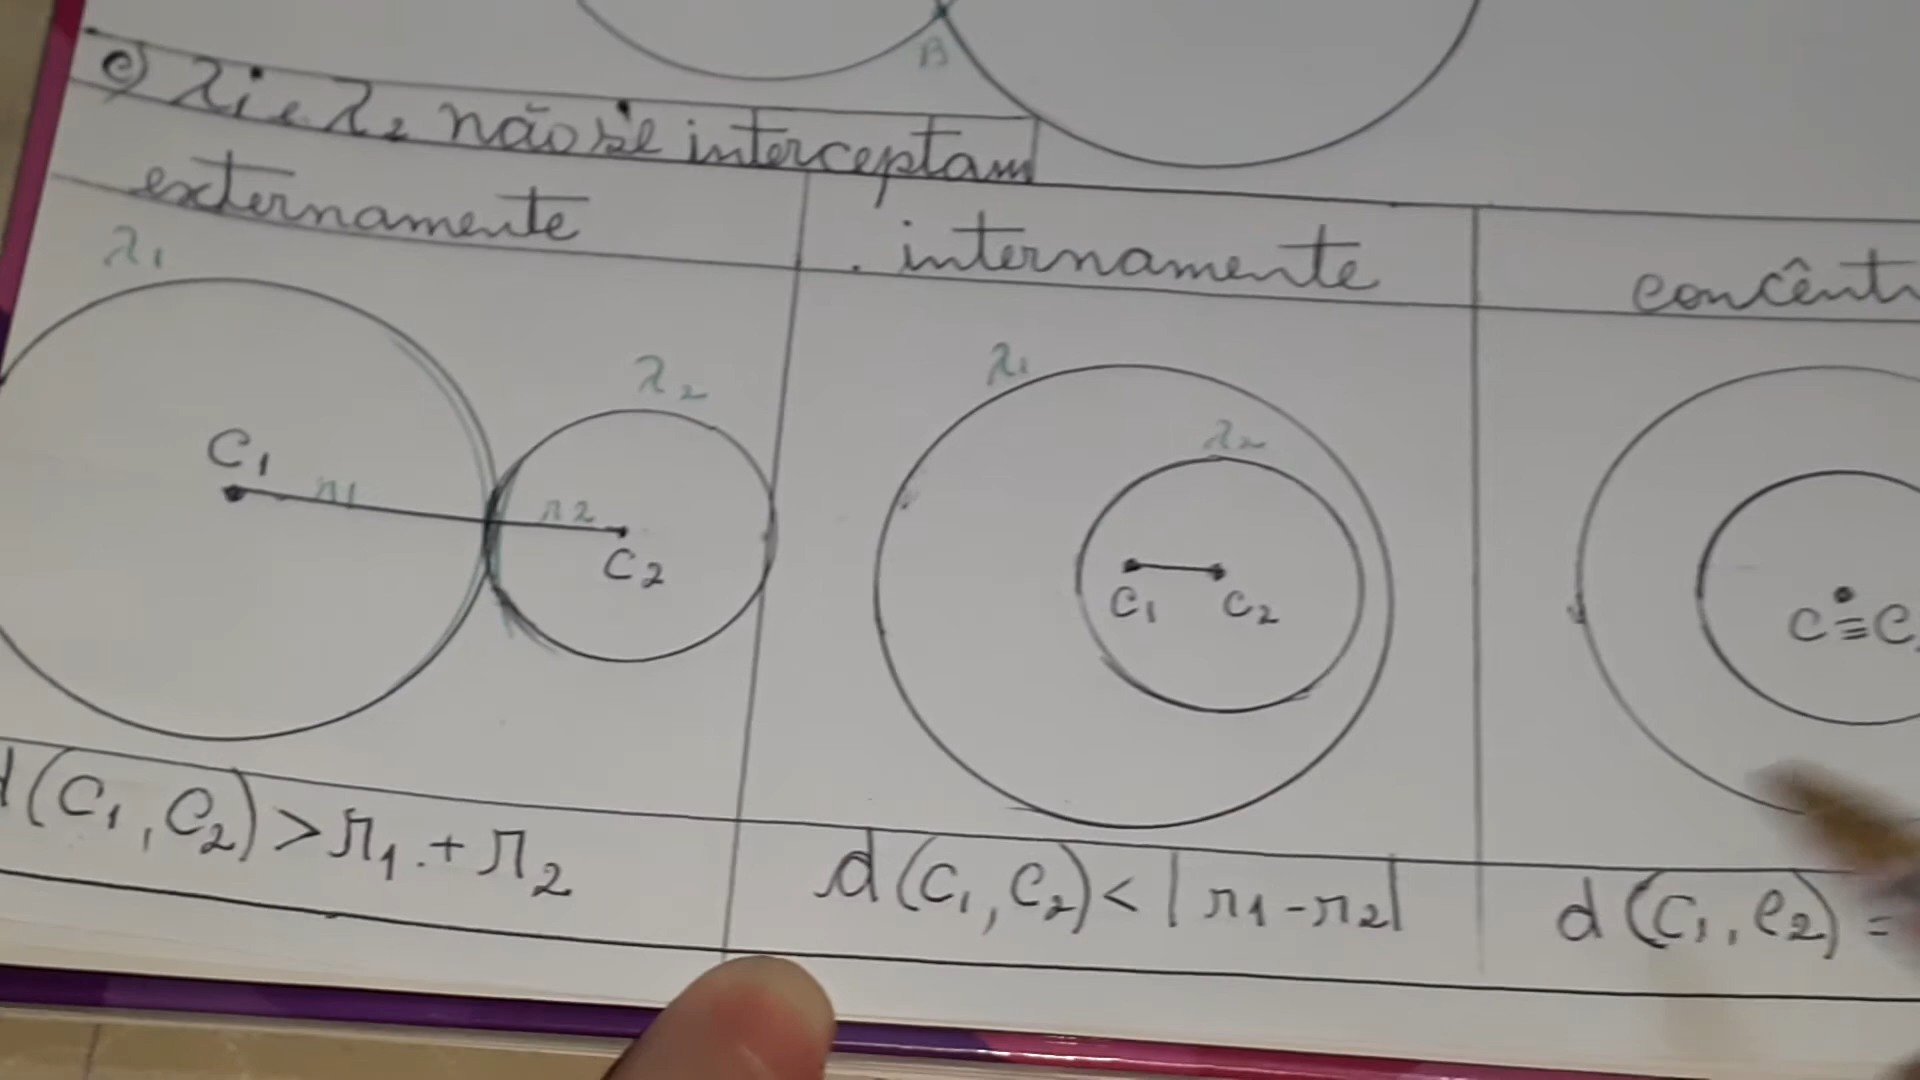 B
c) λ1 e λ2 não se interceptam
externamente
internamente
concênt
λ1
λ2
C1
r1
r2
C2
λ1
λ2
C1
C2
C≡C
d(C1, C2) > r1 + r2
d(C1, C2) < |r1 - r2|
d(C1, C2) =